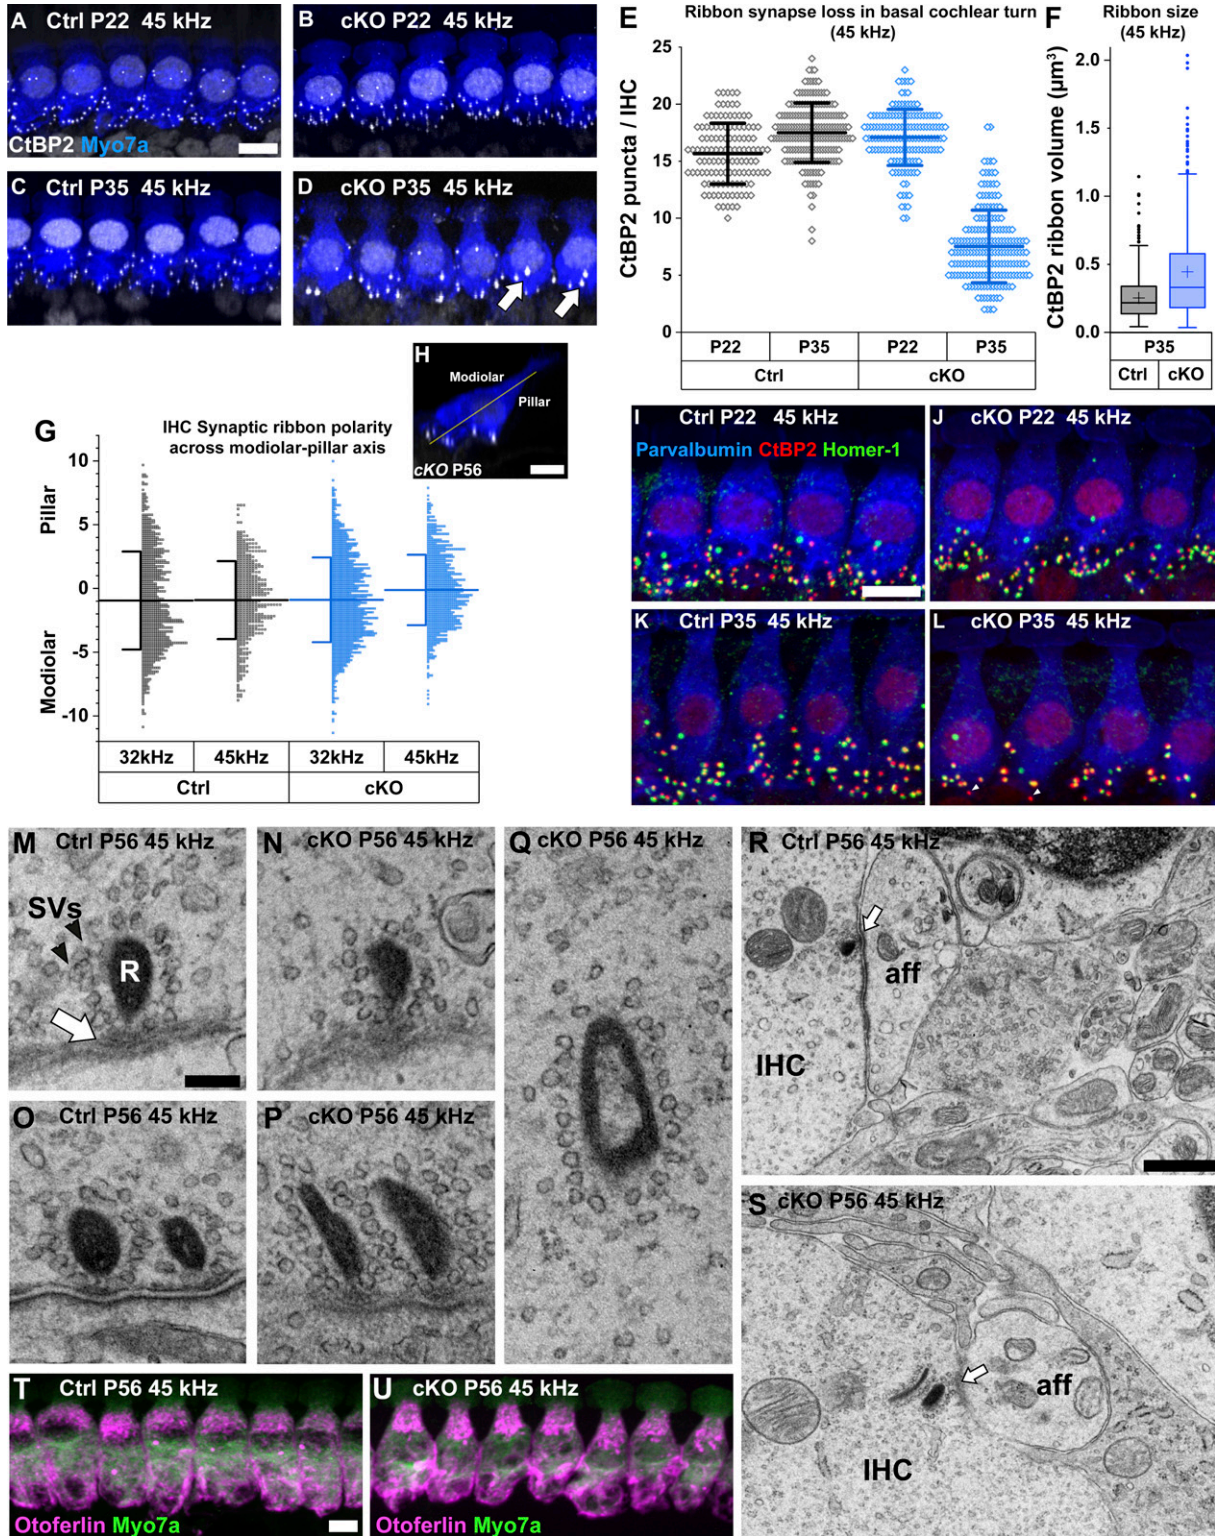 A Ctrl P22 45 kHz
CtBP2 Myo7a
B cKO P22 45 kHz
C Ctrl P35 45 kHz
D cKO P35 45 kHz
E Ribbon synapse loss in basal cochlear turn
(45 kHz)
CtBP2 puncta / IHC
25
20
15
10
5
0
P22 P35 P22 P35
Ctrl cKO
F Ribbon size
(45 kHz)
CtBP2 ribbon volume (µm³)
2.0
1.5
1.0
0.5
0.0
P35
Ctrl cKO
G IHC Synaptic ribbon polarity
across modiolar-pillar axis
Pillar
Modiolar
10
5
0
-5
-10
32kHz 45kHz 32kHz 45kHz
Ctrl cKO
H
Modiolar
Pillar
cKO P56
I Ctrl P22 45 kHz
Parvalbumin CtBP2 Homer-1
J cKO P22 45 kHz
K Ctrl P35 45 kHz
L cKO P35 45 kHz
M Ctrl P56 45 kHz
SVs
R
N cKO P56 45 kHz
O Ctrl P56 45 kHz
P cKO P56 45 kHz
Q cKO P56 45 kHz
R Ctrl P56 45 kHz
aff
IHC
S cKO P56 45 kHz
aff
IHC
T Ctrl P56 45 kHz
Otoferlin Myo7a
U cKO P56 45 kHz
Otoferlin Myo7a